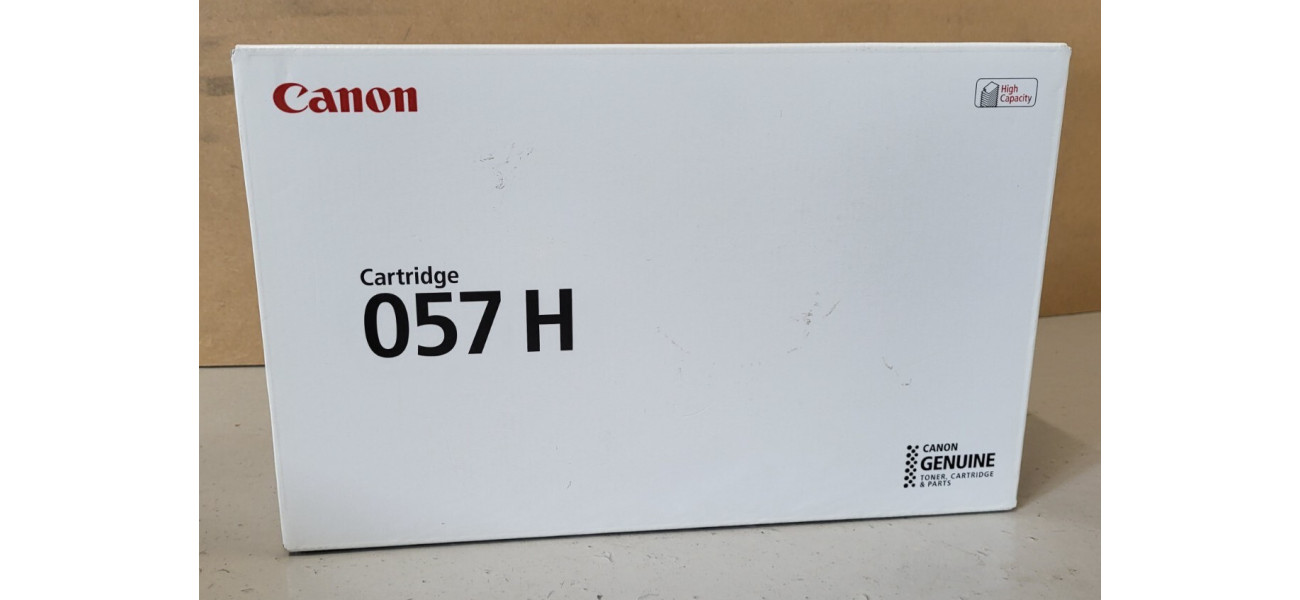 Canon
High
Capacity
Cartridge
057 H
CANON
GENUINE
TONER, CARTRIDGE
& PARTS